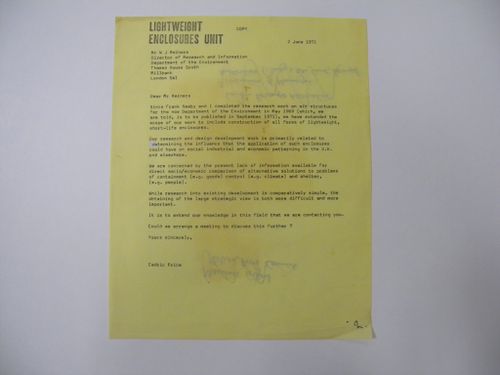 LIGHTWEIGHT
ENCLOSURES UNIT
COPY
2 June 1971
Mr W J Reiners
Director of Research and Information
Department of the Environment
Thames House South
Millbank
London SW1
Dear Mr Reiners
Since Frank Newby and I completed the research work on air structures
for the now Department of the Environment in May 1969 (which, we
are told, is to be published in September 1971), we have extended the
scope of our work to include construction of all forms of lightweight,
short-life enclosures.
Our research and design development work is primarily related to
determining the influence that the application of such enclosures
could have on social industrial and economic patterning in the U.K.
and elsewhere.
We are concerned by the present lack of information available for
direct socio/economic comparison of alternative solutions to problems
of containment (e.g. goods) control (e.g. climate) and shelter,
(e.g. people).
While research into existing development is comparatively simple, the
obtaining of the large strategic view is both more difficult and more
important.
It is to extend our knowledge in this field that we are contacting you.
Could we arrange a meeting to discuss this further ?
Yours sincerely,
Cedric Price